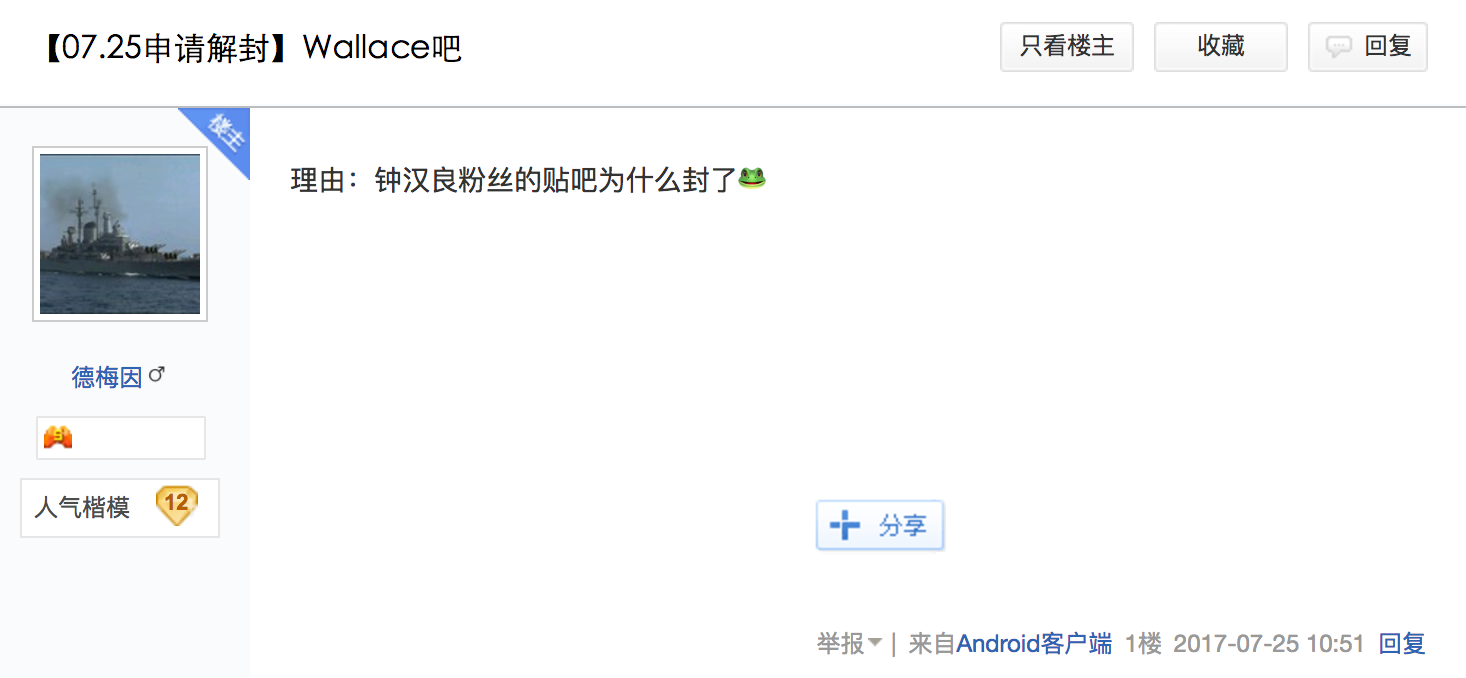 【07.25申请解封】Wallace吧
只看楼主
收藏
回复
楼主
理由：钟汉良粉丝的贴吧为什么封了🐸
德梅因♂
9
人气楷模 12
分享
举报 | 来自Android客户端 1楼 2017-07-25 10:51 回复